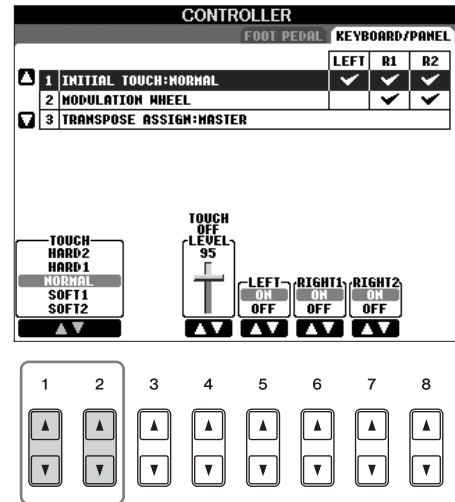 CONTROLLER
FOOT PEDAL KEYBOARD/PANEL
LEFT R1 R2
1 INITIAL TOUCH:NORMAL
2 MODULATION WHEEL
3 TRANSPOSE ASSIGN:MASTER
TOUCH
HARD2
HARD1
NORMAL
SOFT1
SOFT2
TOUCH
OFF
LEVEL
95
LEFT RIGHT1 RIGHT2
ON ON ON
OFF OFF OFF
1 2 3 4 5 6 7 8